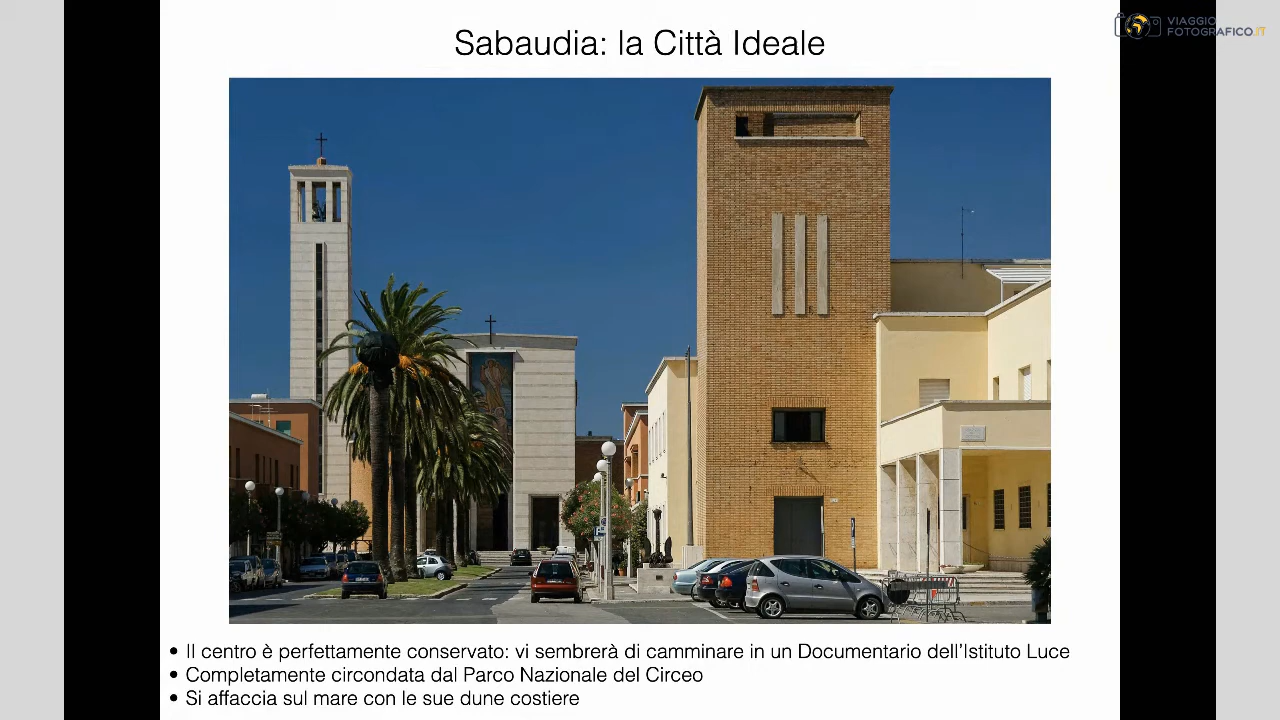 Sabaudia: la Città Ideale
VIAGGIO
FOTOGRAFICO.IT
• Il centro è perfettamente conservato: vi sembrerà di camminare in un Documentario dell'Istituto Luce
• Completamente circondata dal Parco Nazionale del Circeo
• Si affaccia sul mare con le sue dune costiere